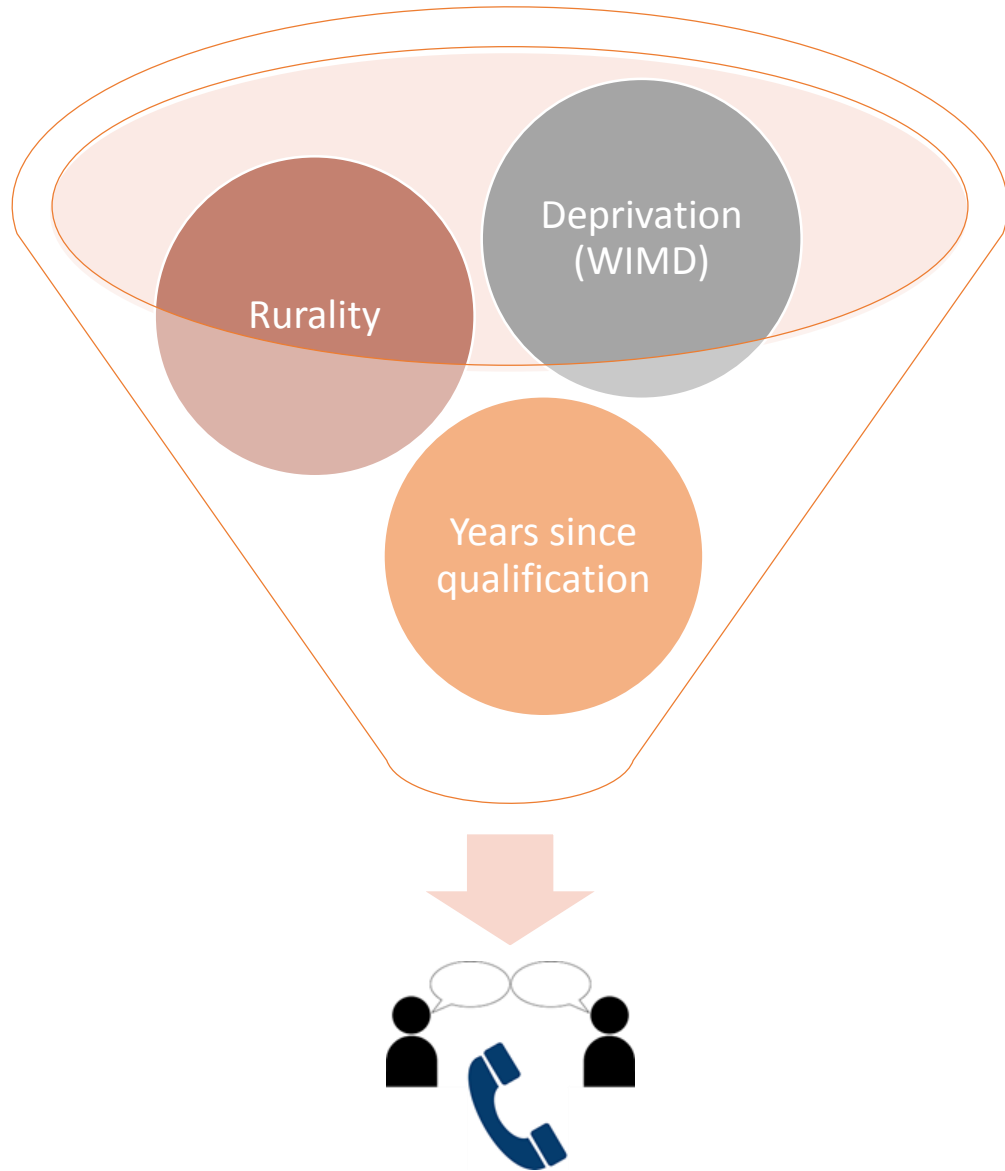 Deprivation
(WIMD)
Rurality
Years since
qualification